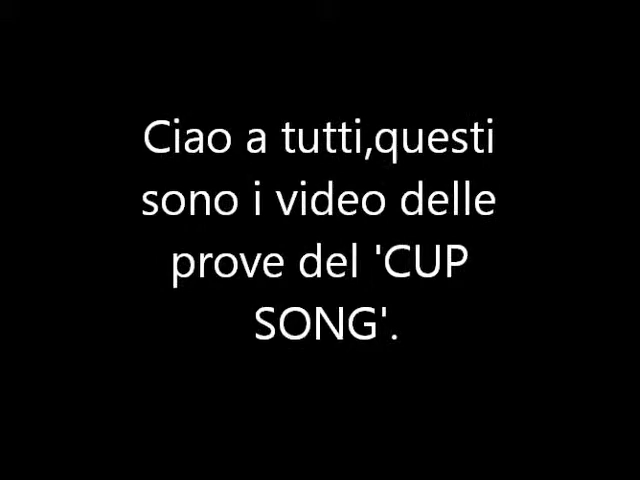 Ciao a tutti,questi
sono i video delle
prove del 'CUP
SONG'.